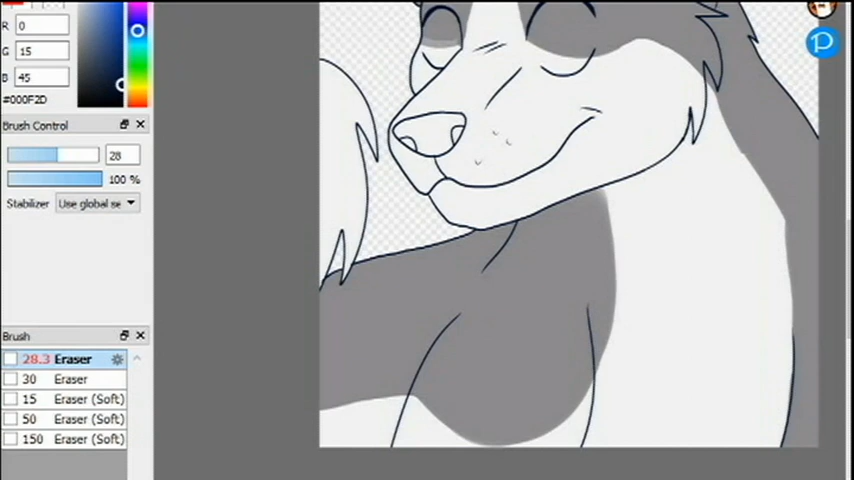 R 0
G 15
B 45
#000F2D
Brush Control
28
100 %
Stabilizer Use global se
Brush
28.3 Eraser
30 Eraser
15 Eraser (Soft)
50 Eraser (Soft)
150 Eraser (Soft)